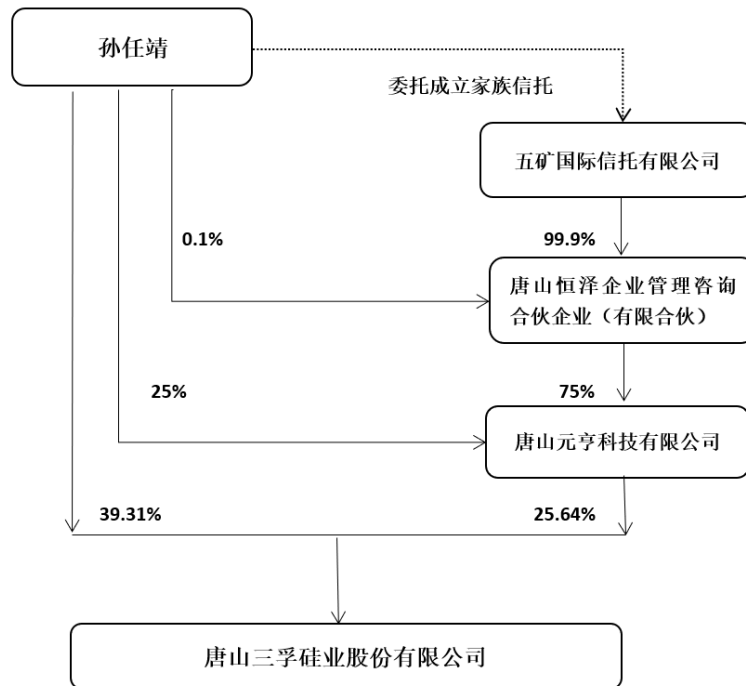 孙任靖
委托成立家族信托
五矿国际信托有限公司
0.1%
99.9%
唐山恒泽企业管理咨询
合伙企业（有限合伙）
25%
75%
唐山元亨科技有限公司
39.31%
25.64%
唐山三孚硅业股份有限公司